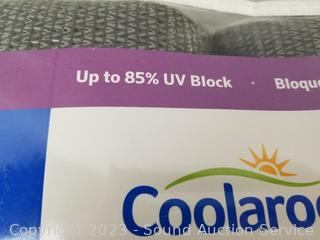 Up to 85% UV Block · Bloque
Coolaroo
Copyright 2023 - Sound Auction Service